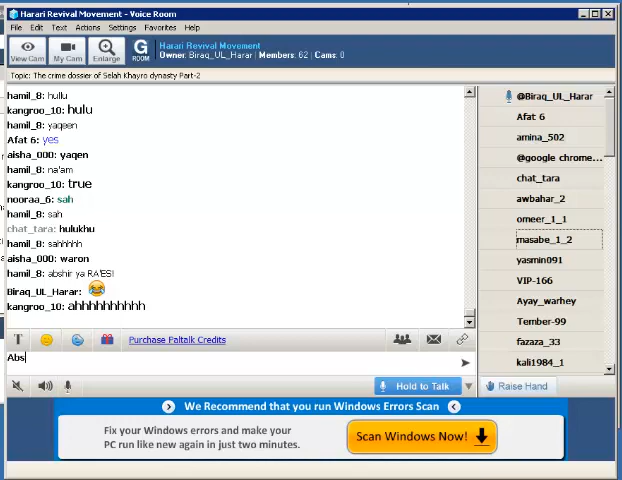 Harari Revival Movement - Voice Room
File Edit Text Actions Settings Favorites Help
View Cam My Cam Enlarge G ROOM
Harari Revival Movement
Owner: Biraq_UL_Harar | Members: 62 | Cams: 0
Topic: The crime dossier of Selah Khayro dynasty Part-2
hamil_8: hullu
kangroo_10: hulu
hamil_8: yaqeen
Afat 6: yes
aisha_000: yaqen
hamil_8: na'am
kangroo_10: true
nooraa_6: sah
hamil_8: sah
chat_tara: hulukhu
hamil_8: sahhhhh
aisha_000: waron
hamil_8: abshir ya RA'ES!
Biraq_UL_Harar:
kangroo_10: ahhhhhhhhhh
T Purchase Paltalk Credits
Abs
Hold to Talk
@Biraq_UL_Harar
Afat 6
amina_502
@google chrome...
chat_tara
awbahar_2
omeer_1_1
masabe_1_2
yasmin091
VIP-166
Ayay_warhey
Tember-99
fazaza_33
kali1984_1
Raise Hand
We Recommend that you run Windows Errors Scan
Fix your Windows errors and make your
PC run like new again in just two minutes.
Scan Windows Now!